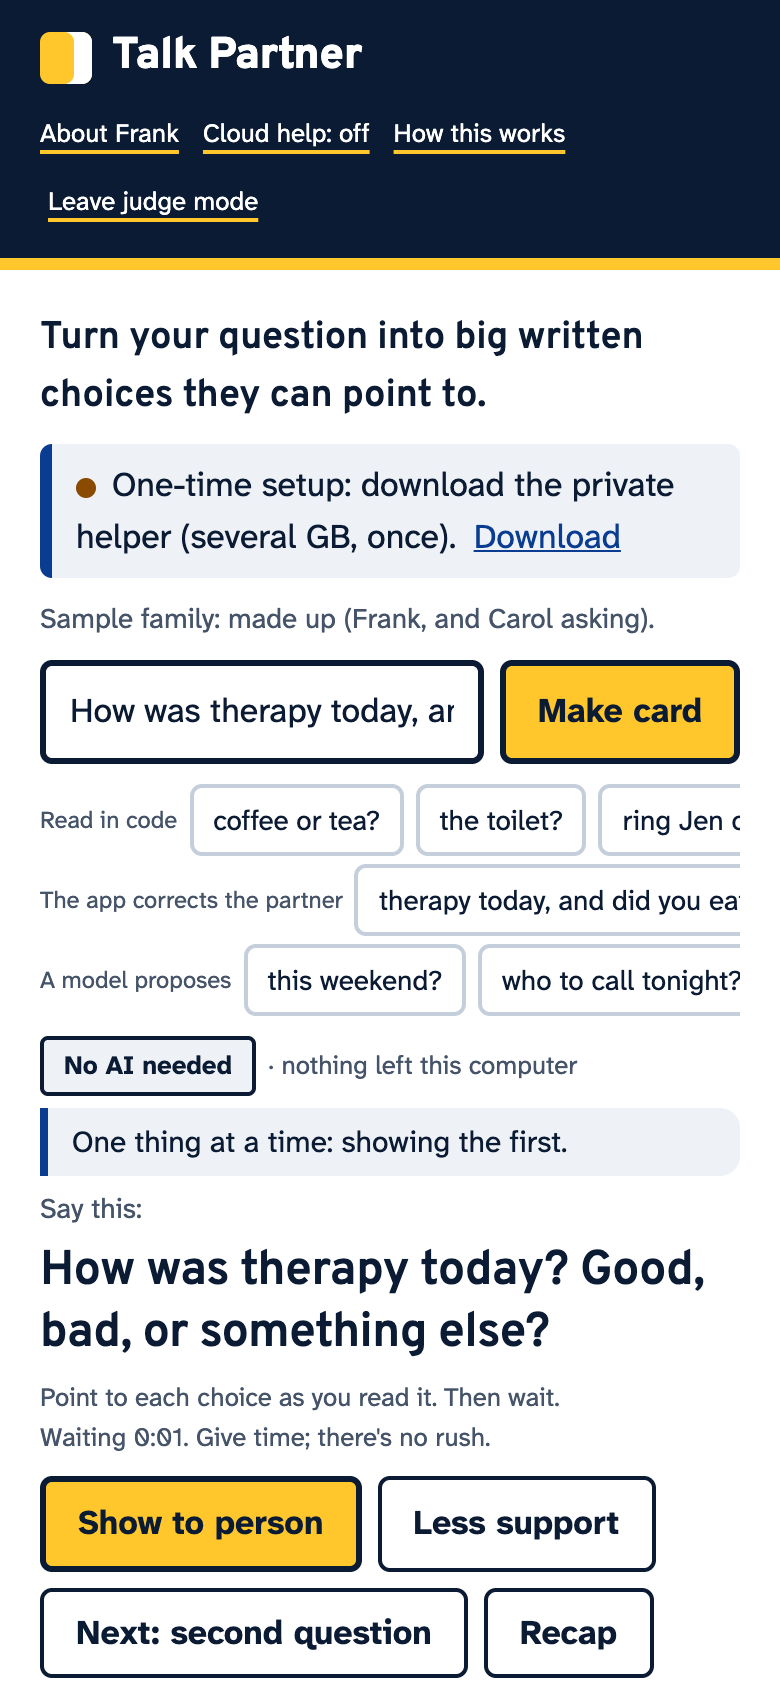 Talk Partner
About Frank Cloud help: off How this works
Leave judge mode
Turn your question into big written
choices they can point to.
One-time setup: download the private
helper (several GB, once). Download
Sample family: made up (Frank, and Carol asking).
How was therapy today, ar Make card
Read in code coffee or tea? the toilet? ring Jen
The app corrects the partner therapy today, and did you eat
A model proposes this weekend? who to call tonight?
No AI needed · nothing left this computer
One thing at a time: showing the first.
Say this:
How was therapy today? Good,
bad, or something else?
Point to each choice as you read it. Then wait.
Waiting 0:01. Give time; there's no rush.
Show to person Less support
Next: second question Recap